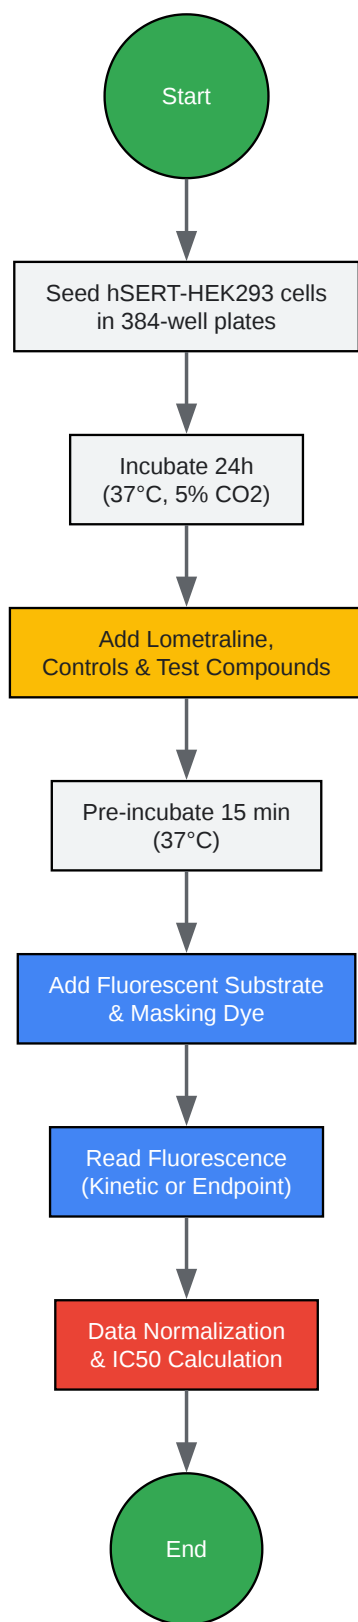 Start
Seed hSERT-HEK293 cells
in 384-well plates
Incubate 24h
(37°C, 5% CO2)
Add Lometraline,
Controls & Test Compounds
Pre-incubate 15 min
(37°C)
Add Fluorescent Substrate
& Masking Dye
Read Fluorescence
(Kinetic or Endpoint)
Data Normalization
& IC50 Calculation
End